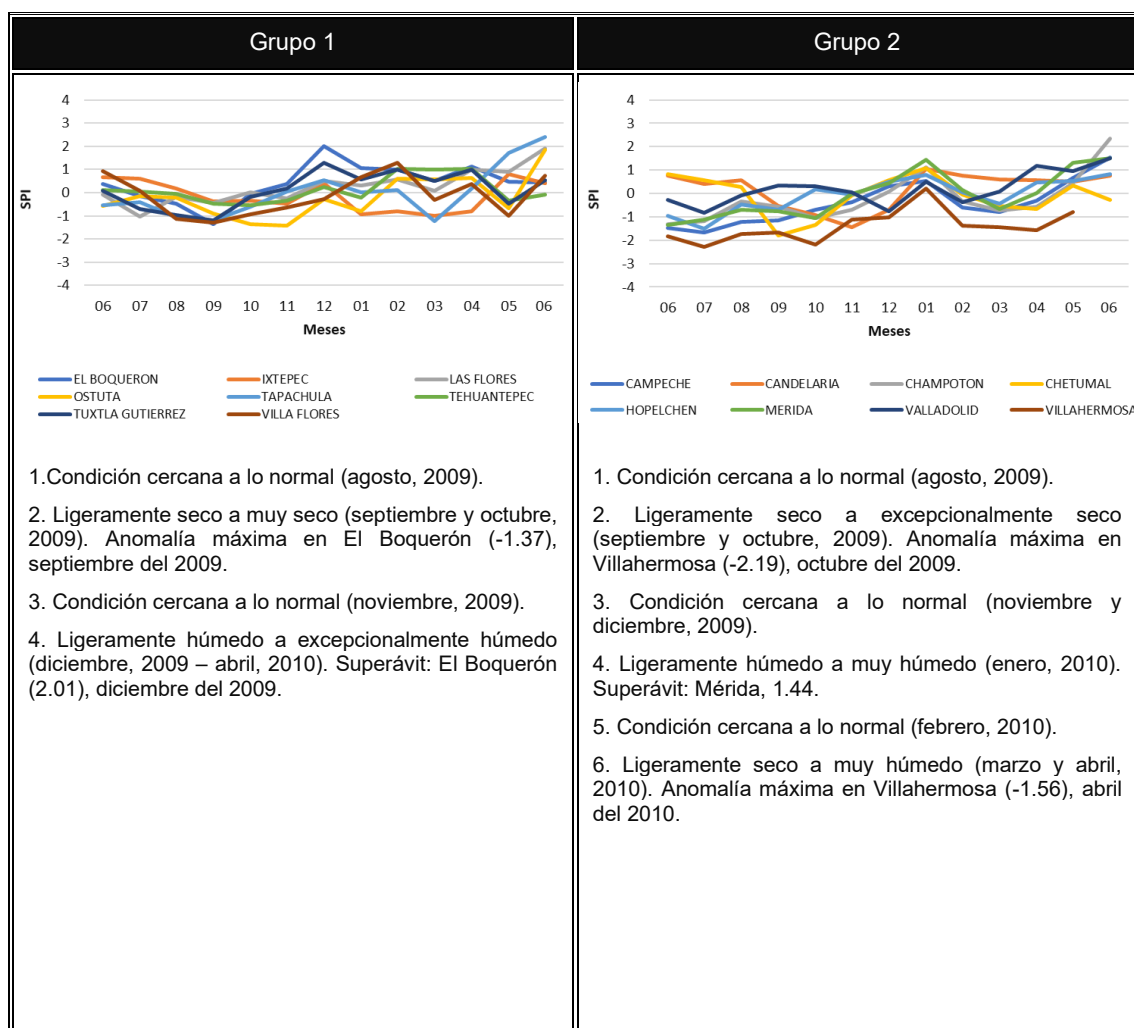 Grupo 1
4
3
2
1
0
-1
-2
-3
-4
SPI
06 07 08 09 10 11 12 01 02 03 04 05 06
Meses
EL BOQUERON IXTEPEC LAS FLORES
OSTUTA TAPACHULA TEHUANTEPEC
TUXTLA GUTIERREZ VILLA FLORES
1.Condición cercana a lo normal (agosto, 2009).
2. Ligeramente seco a muy seco (septiembre y octubre,
2009). Anomalía máxima en El Boquerón (-1.37),
septiembre del 2009.
3. Condición cercana a lo normal (noviembre, 2009).
4. Ligeramente húmedo a excepcionalmente húmedo
(diciembre, 2009 – abril, 2010). Superávit: El Boquerón
(2.01), diciembre del 2009.
Grupo 2
4
3
2
1
0
-1
-2
-3
-4
SPI
06 07 08 09 10 11 12 01 02 03 04 05 06
Meses
CAMPECHE CANDELARIA CHAMPOTON CHETUMAL
HOPELCHEN MERIDA VALLADOLID VILLAHERMOSA
1. Condición cercana a lo normal (agosto, 2009).
2. Ligeramente seco a excepcionalmente seco
(septiembre y octubre, 2009). Anomalía máxima en
Villahermosa (-2.19), octubre del 2009.
3. Condición cercana a lo normal (noviembre y
diciembre, 2009).
4. Ligeramente húmedo a muy húmedo (enero, 2010).
Superávit: Mérida, 1.44.
5. Condición cercana a lo normal (febrero, 2010).
6. Ligeramente seco a muy húmedo (marzo y abril,
2010). Anomalía máxima en Villahermosa (-1.56), abril
del 2010.